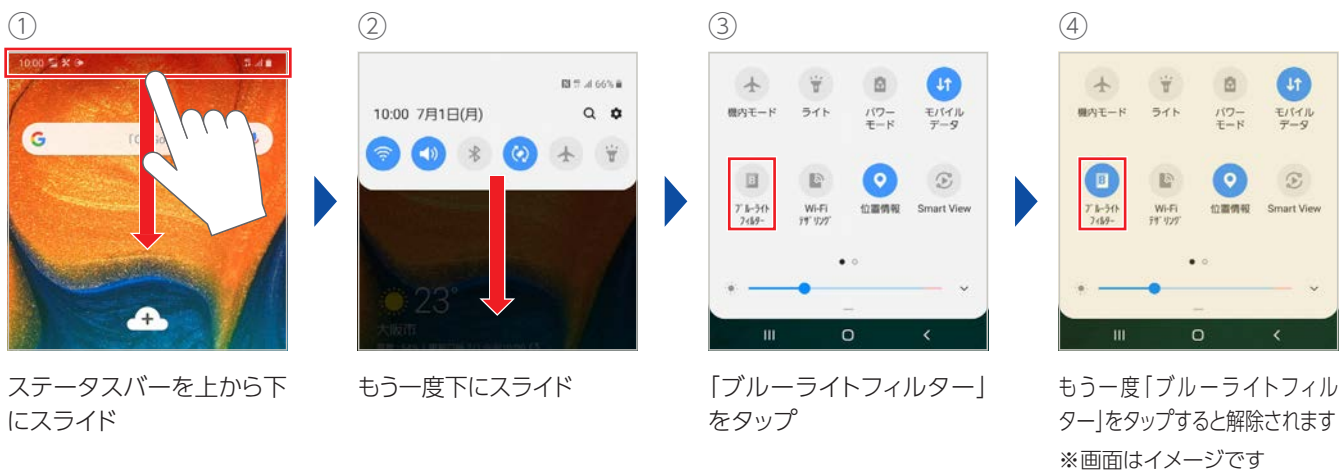 ①
10:00
ステータスバーを上から下
にスライド
②
66%
10:00 7月1日(月)
23°
大阪市
もう一度下にスライド
③
機内モード ライト パワー モバイル
モード データ
ブルーライト Wi-Fi 位置情報 Smart View
フィルター テザリング
「ブルーライトフィルター」
をタップ
④
機内モード ライト パワー モバイル
モード データ
ブルーライト Wi-Fi 位置情報 Smart View
フィルター テザリング
もう一度「ブルーライトフィル
ター」をタップすると解除されます
※画面はイメージです